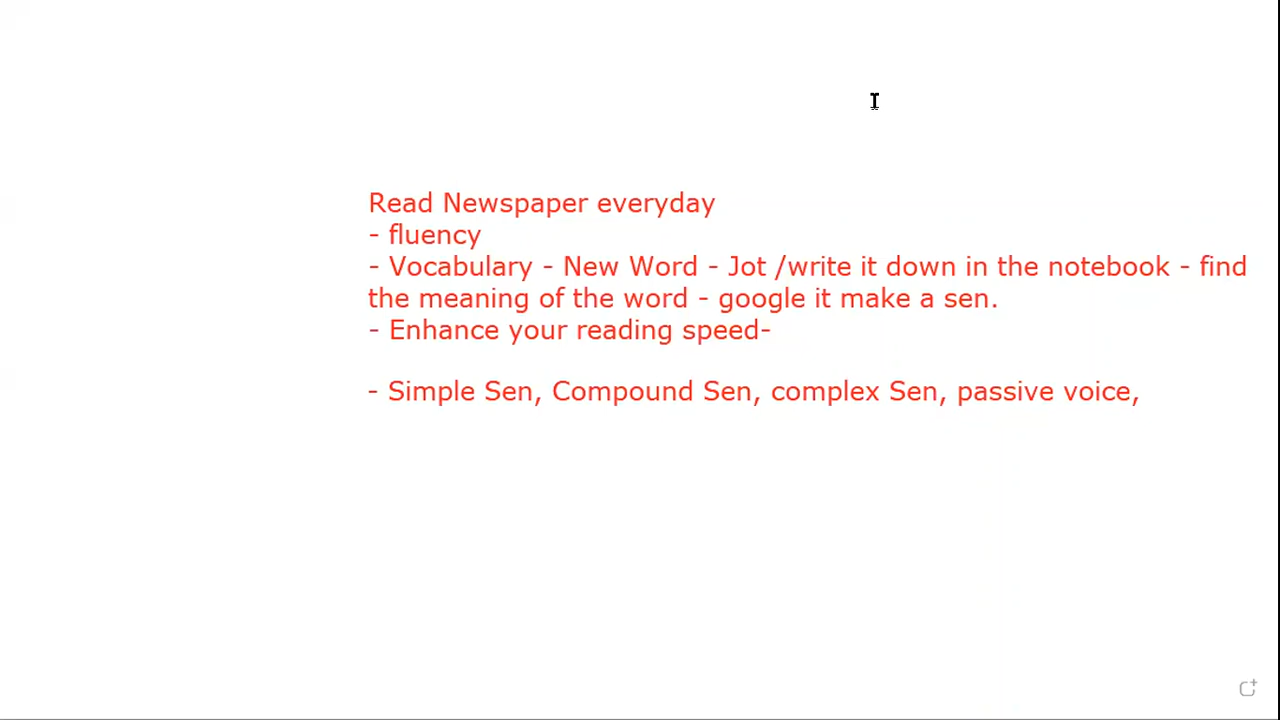 Read Newspaper everyday
- fluency
- Vocabulary - New Word - Jot /write it down in the notebook - find
the meaning of the word - google it make a sen.
- Enhance your reading speed-
- Simple Sen, Compound Sen, complex Sen, passive voice,